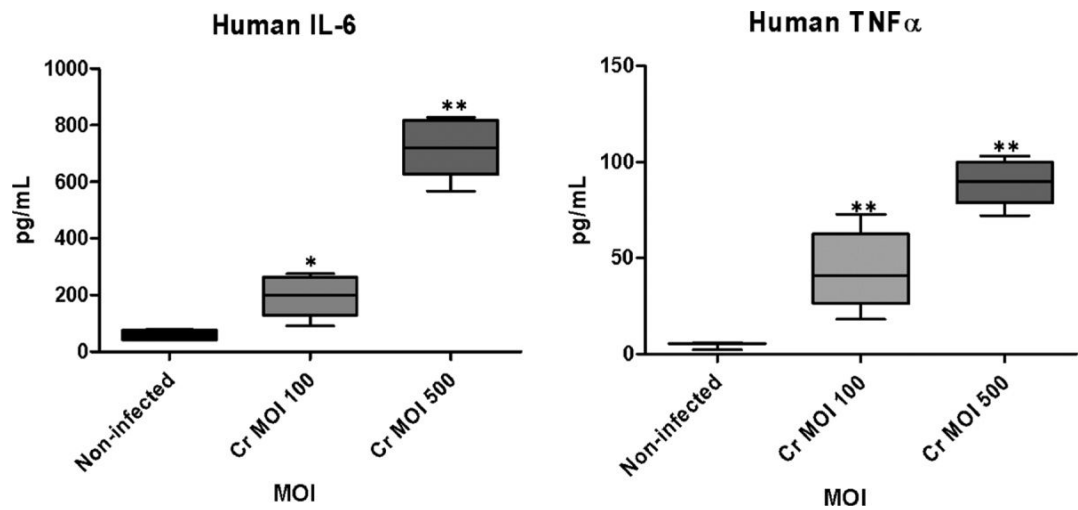 Human IL-6
pg/mL
1000
800
600
400
200
0
**
*
Non-infected
Cr MOI 100
Cr MOI 500
MOI
Human TNFα
pg/mL
150
100
50
0
**
**
Non-infected
Cr MOI 100
Cr MOI 500
MOI